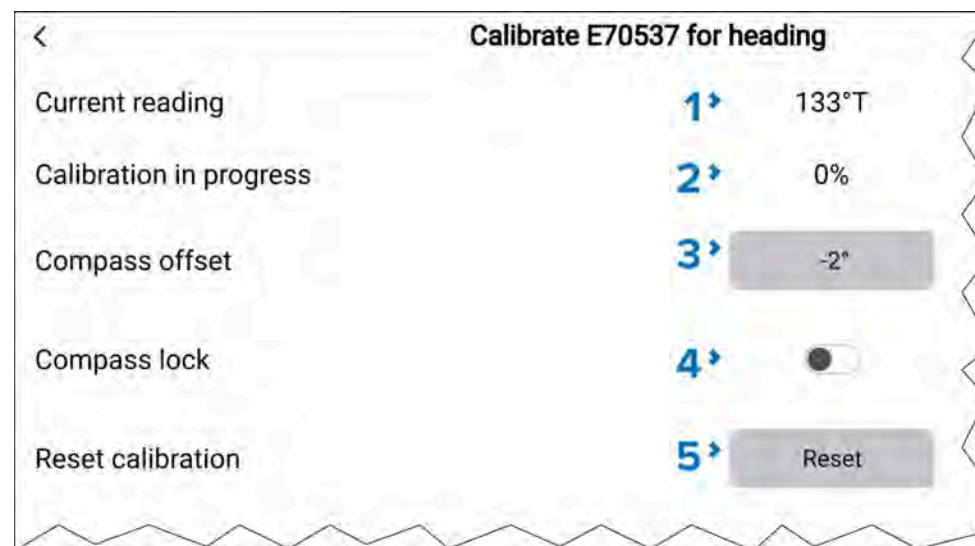 Calibrate E70537 for heading
Current reading 1 133°T
Calibration in progress 2 0%
Compass offset 3 -2°
Compass lock 4
Reset calibration 5 Reset